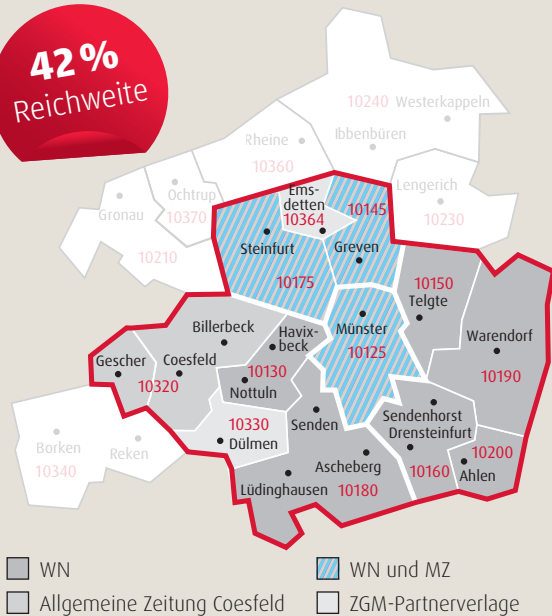 42 %
Reichweite
10240 Westerkappeln
Ibbenbüren
Rheine
10360
Lengerich
10230
Ochtrup
10370
Gronau
10210
Ems-
detten
10364
10145
Steinfurt
Greven
10175
10150
Telgte
Billerbeck
Havix-
beck
Münster
10125
Warendorf
10190
Gescher
Coesfeld
10320
10130
Nottuln
10330
Dülmen
Senden
Sendenhorst
Drensteinfurt
10200
Ahlen
10160
Ascheberg
10180
Lüdinghausen
Borken
10340
Reken
WN
WN und MZ
Allgemeine Zeitung Coesfeld
ZGM-Partnerverlage